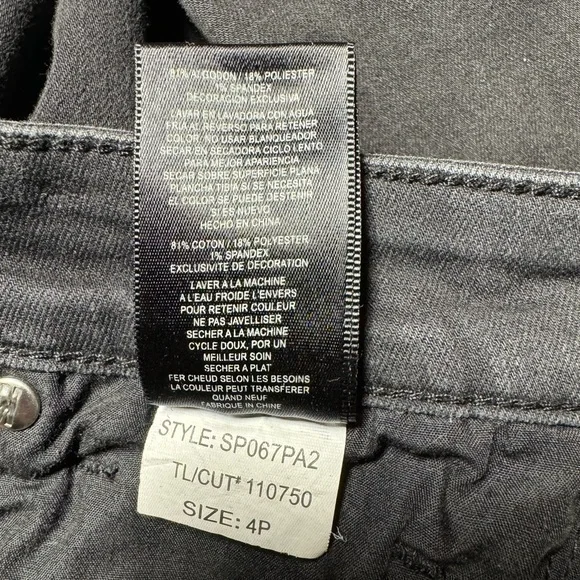 81% ALGODON / 18% POLIESTER
1% SPANDEX
DECORACION EXCLUSIVA
LAVAR EN LAVADORA CON AGUA
FRIA AL REVERSO PARA RETENER
COLOR NO USAR BLANQUEADOR
SECAR EN SECADORA CICLO LENTO
PARA MEJOR APARIENCIA
SECAR SOBRE SUPERFICIE PLANA
PLANCHA TIBIA SI SE NECESITA
EL COLOR SE PUEDE DESTENIR
SI ES NUEVO
HECHO EN CHINA
81% COTON / 18% POLYESTER
1% SPANDEX
EXCLUSIVITE DE DECORATION
LAVER A LA MACHINE
A L'EAU FROIDE L'ENVERS
POUR RETENIR COULEUR
NE PAS JAVELLISER
SECHER A LA MACHINE
CYCLE DOUX, POR UN
MEILLEUR SOIN
SECHER A PLAT
FER CHEUD SELON LES BESOINS
LA COULEUR PEUT TRANSFERER
QUAND NEUF
FABRIQUE IN CHINE
STYLE: SP067PA2
TL/CUT# 110750
SIZE: 4P